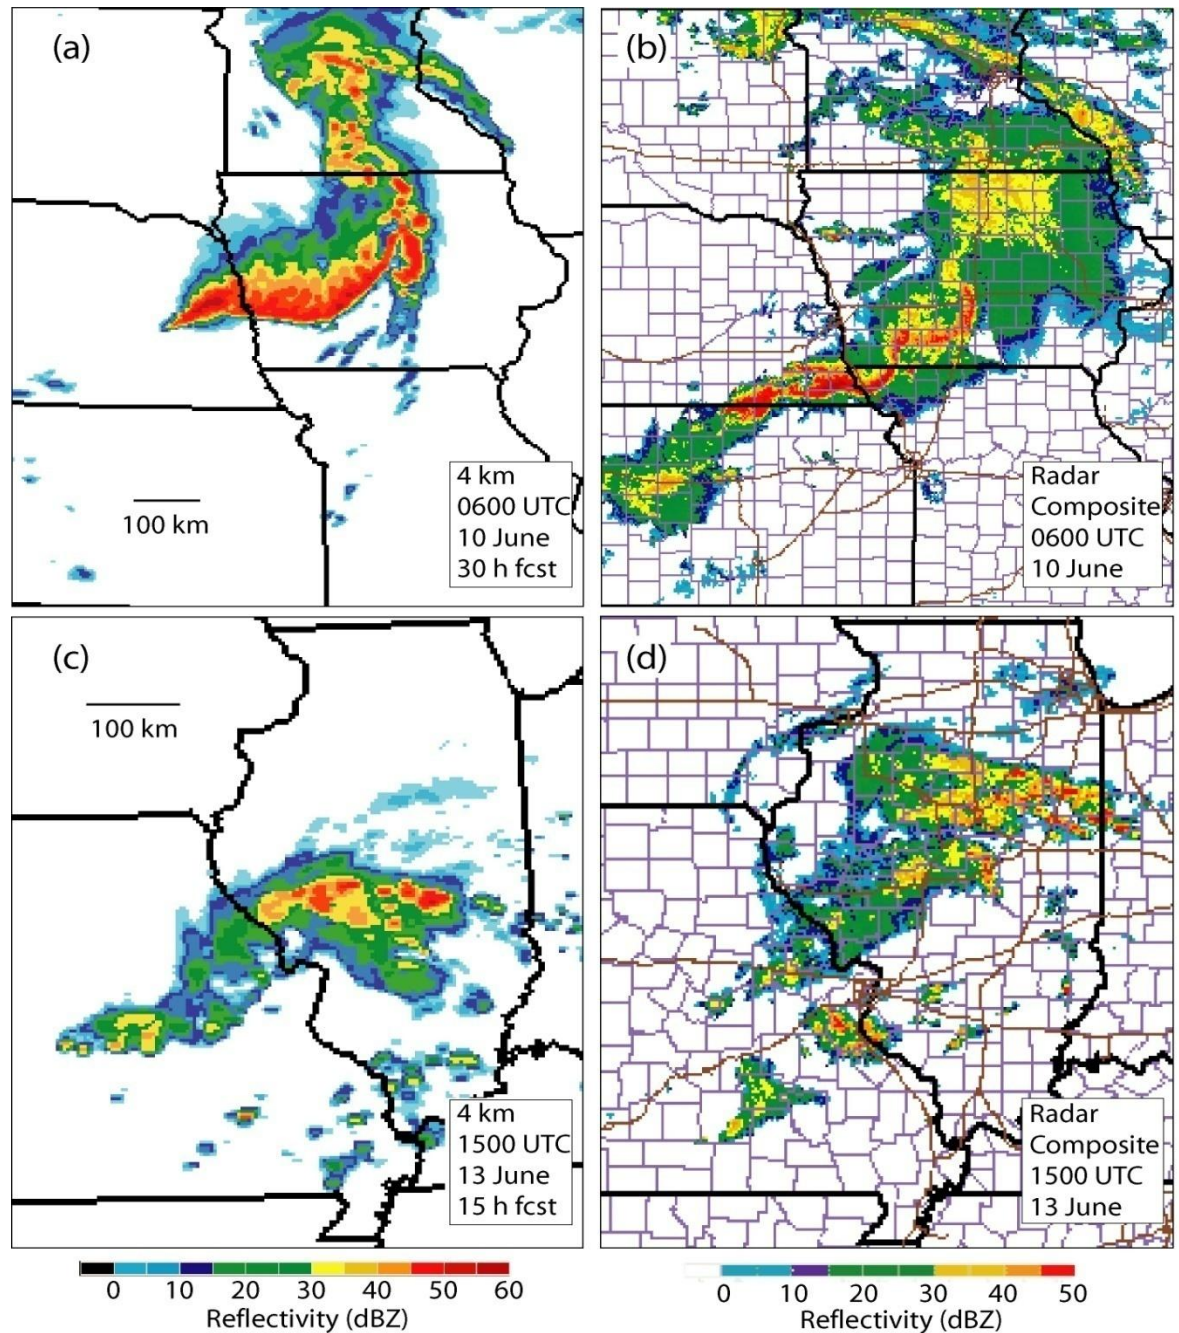 (a)
100 km
4 km
0600 UTC
10 June
30 h fcst
(b)
Radar
Composite
0600 UTC
10 June
(c)
100 km
4 km
1500 UTC
13 June
15 h fcst
(d)
Radar
Composite
1500 UTC
13 June
0 10 20 30 40 50 60
Reflectivity (dBZ)
0 10 20 30 40 50
Reflectivity (dBZ)